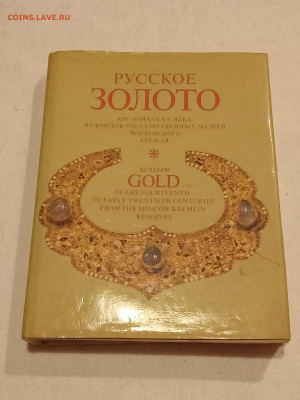 COINS.LAVE.RU
РУССКОЕ
ЗОЛОТО
XIV-НАЧАЛА XX ВЕКА
ИЗ ФОНДОВ ГОСУДАРСТВЕННЫХ МУЗЕЕВ
МОСКОВСКОГО
КРЕМЛЯ
RUSSIAN
GOLD
OF THE FOURTEENTH
TO EARLY TWENTIETH CENTURIES
FROM THE MOSCOW KREMLIN
RESERVES